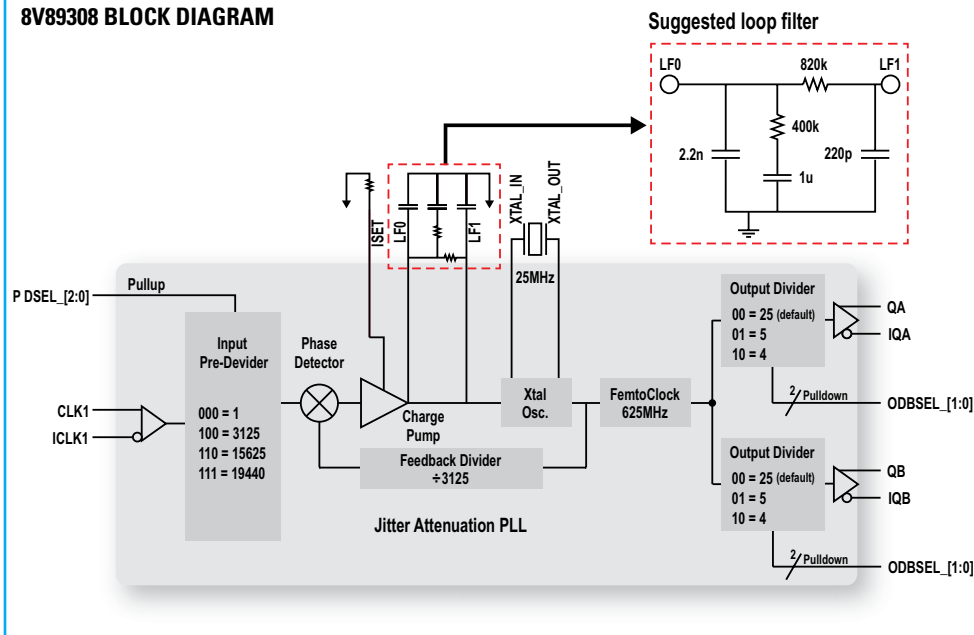 8V89308 BLOCK DIAGRAM
Suggested loop filter
LF0
820k
LF1
400k
2.2n
220p
1u
ISET
LF0
LF1
XTAL_IN
XTAL_OUT
25MHz
P DSEL_[2:0]
Pullup
Input
Pre-Devider
000 = 1
100 = 3125
110 = 15625
111 = 19440
CLK1
ICLK1
Phase
Detector
Charge
Pump
Xtal
Osc.
FemtoClock
625MHz
Feedback Divider
÷3125
Jitter Attenuation PLL
Output Divider
00 = 25 (default)
01 = 5
10 = 4
QA
IQA
2
Pulldown
ODBSEL_[1:0]
Output Divider
00 = 25 (default)
01 = 5
10 = 4
QB
IQB
2
Pulldown
ODBSEL_[1:0]